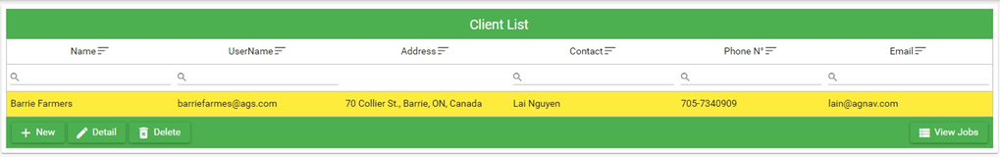 Client List
Name UserName Address Contact Phone N° Email
Barrie Farmers barriefarmes@ags.com 70 Collier St., Barrie, ON, Canada Lai Nguyen 705-7340909 lain@agnav.com
New Detail Delete View Jobs